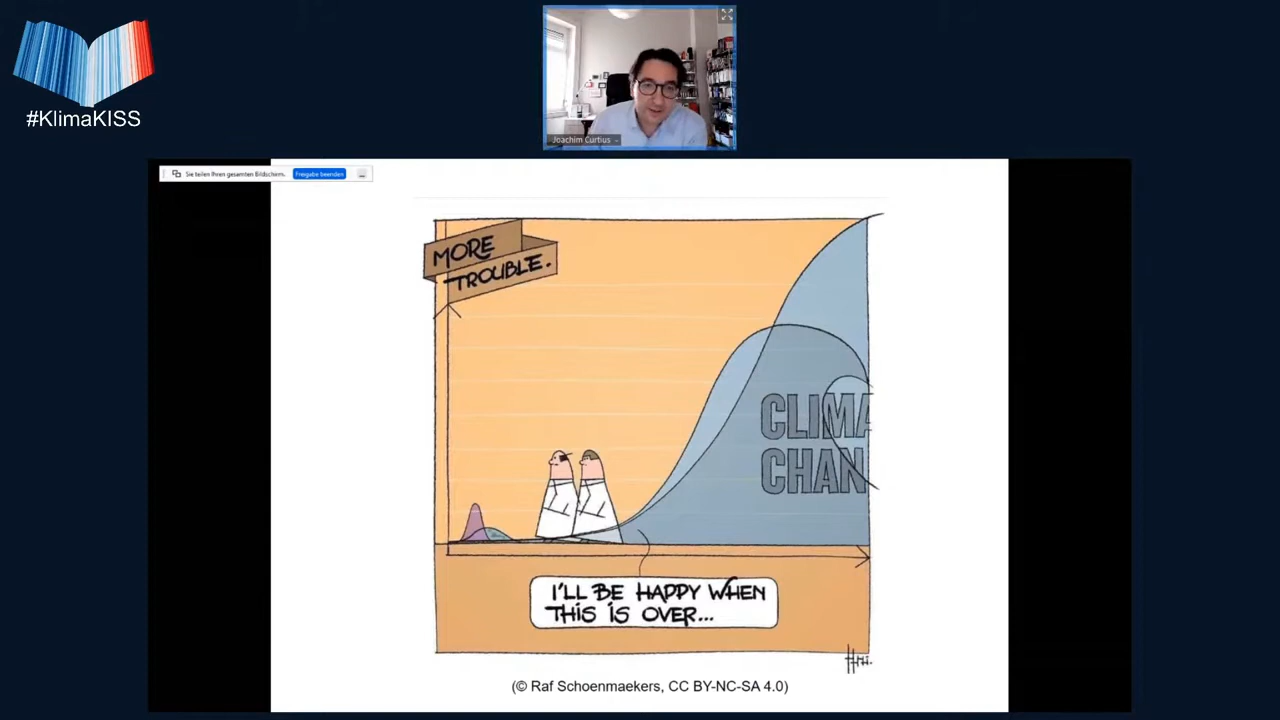 #KlimaKISS
Joachim Curtius
Sie teilen Ihren gesamten Bildschirm.
Freigabe beenden
...
MORE
TROUBLE.
CLIMA
CHAN
I'LL BE HAPPY WHEN
THIS IS OVER...
(© Raf Schoenmaekers, CC BY-NC-SA 4.0)